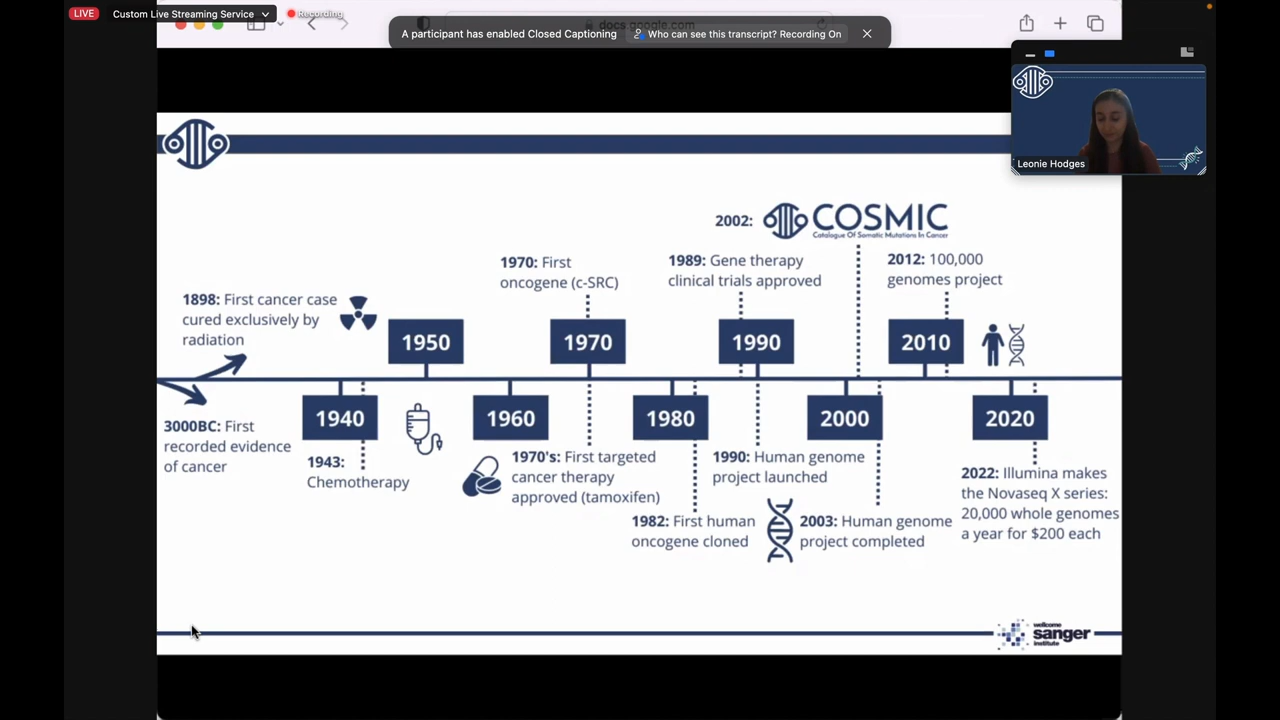 LIVE
Custom Live Streaming Service
Recording
docs.google.com
A participant has enabled Closed Captioning
Who can see this transcript? Recording On
Leonie Hodges
2002:
COSMIC
Catalogue Of Somatic Mutations In Cancer
1970: First
oncogene (c-SRC)
1989: Gene therapy
clinical trials approved
2012: 100,000
genomes project
1898: First cancer case
cured exclusively by
radiation
1950
1970
1990
2010
1940
1960
1980
2000
2020
3000BC: First
recorded evidence
of cancer
1943:
Chemotherapy
1970's: First targeted
cancer therapy
approved (tamoxifen)
1990: Human genome
project launched
2022: Illumina makes
the Novaseq X series:
20,000 whole genomes
a year for $200 each
1982: First human
oncogene cloned
2003: Human genome
project completed
wellcome
sanger
institute